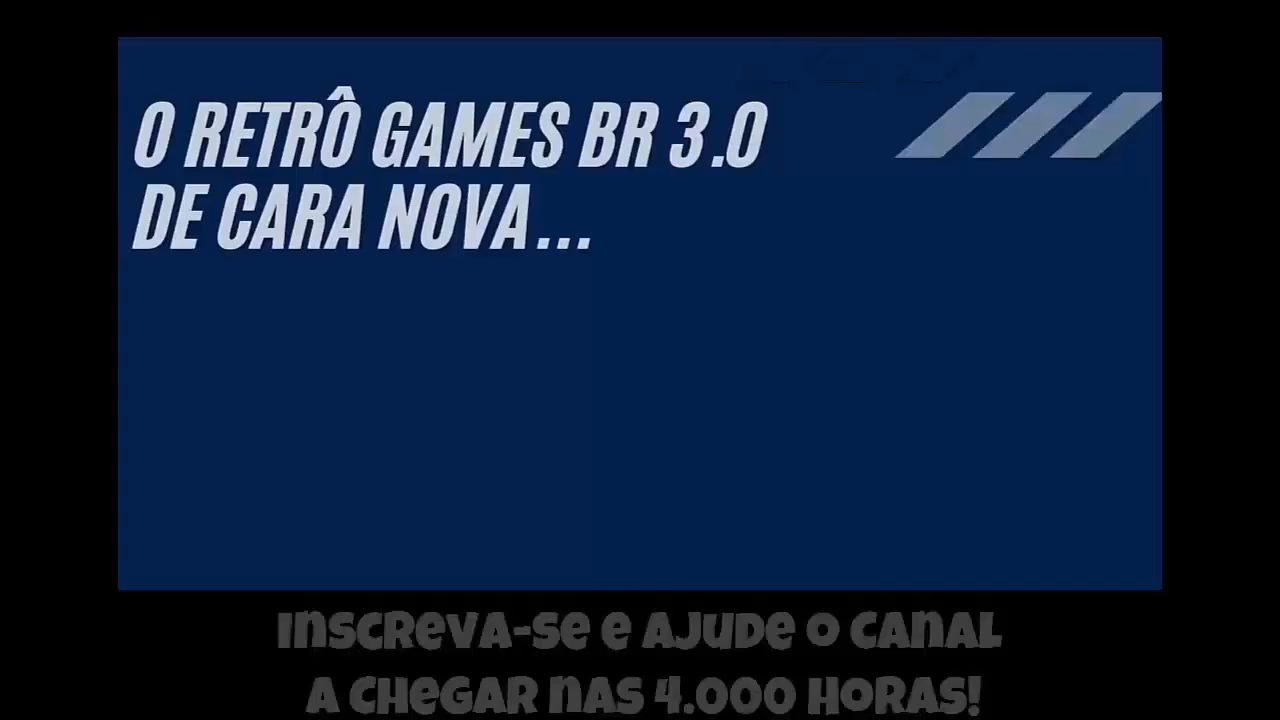 O RETRÔ GAMES BR 3.0
DE CARA NOVA...
INSCREVA-SE E AJUDE O CANAL
A CHEGAR NAS 4.000 HORAS!